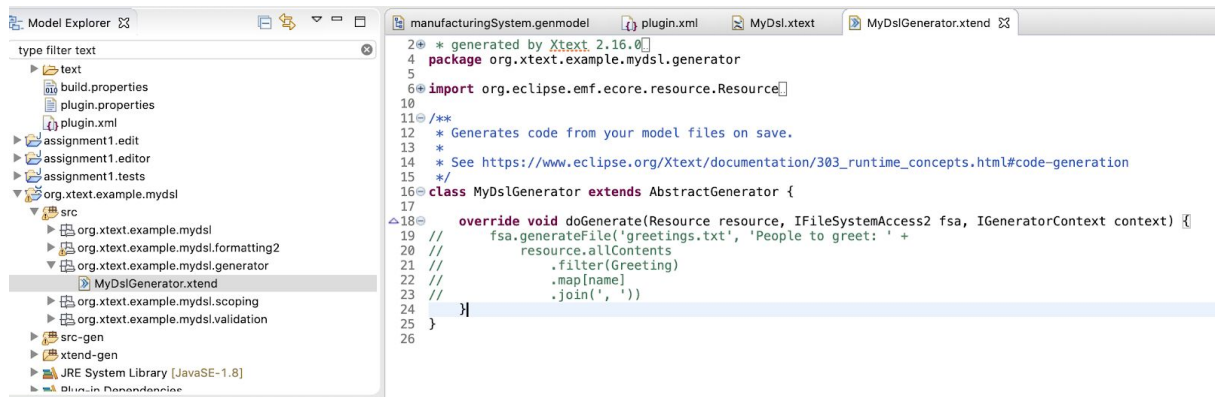 Model Explorer
type filter text
text
build.properties
plugin.properties
plugin.xml
assignment1.edit
assignment1.editor
assignment1.tests
org.xtext.example.mydsl
src
org.xtext.example.mydsl
org.xtext.example.mydsl.formatting2
org.xtext.example.mydsl.generator
MyDslGenerator.xtend
org.xtext.example.mydsl.scoping
org.xtext.example.mydsl.validation
src-gen
xtend-gen
JRE System Library [JavaSE-1.8]
Plug-in Dependencies
manufacturingSystem.genmodel plugin.xml MyDsl.xtext MyDslGenerator.xtend
2 * generated by Xtext 2.16.0
4 package org.xtext.example.mydsl.generator
5
6 import org.eclipse.emf.ecore.resource.Resource
10
11 /**
12 * Generates code from your model files on save.
13 *
14 * See https://www.eclipse.org/Xtext/documentation/303_runtime_concepts.html#code-generation
15 */
16 class MyDslGenerator extends AbstractGenerator {
17
18 override void doGenerate(Resource resource, IFileSystemAccess2 fsa, IGeneratorContext context) {
19 // fsa.generateFile('greetings.txt', 'People to greet: ' +
20 // resource.allContents
21 // .filter(Greeting)
22 // .map[name]
23 // .join(', '))
24 }
25 }
26